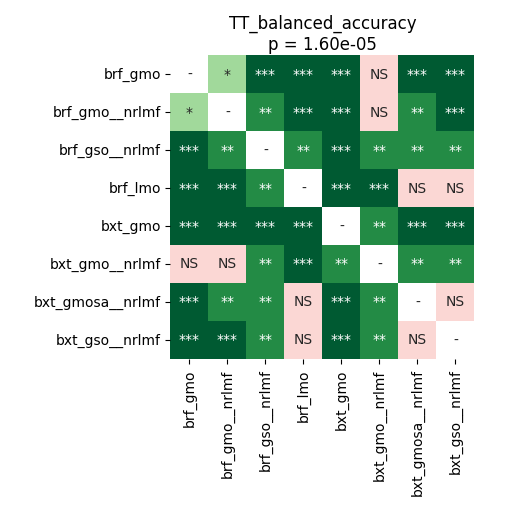 TT_balanced_accuracy
p = 1.60e-05
brf_gmo - * *** *** *** NS *** ***
brf_gmo__nrlmf * - ** *** *** NS ** ***
brf_gso__nrlmf *** ** - ** *** ** ** **
brf_lmo *** *** ** - *** *** NS NS
bxt_gmo *** *** *** *** - ** *** ***
bxt_gmo__nrlmf NS NS ** *** ** - ** **
bxt_gmosa__nrlmf *** ** ** NS *** ** - NS
bxt_gso__nrlmf *** *** ** NS *** ** NS -
brf_gmo
brf_gmo__nrlmf
brf_gso__nrlmf
brf_lmo
bxt_gmo
bxt_gmo__nrlmf
bxt_gmosa__nrlmf
bxt_gso__nrlmf